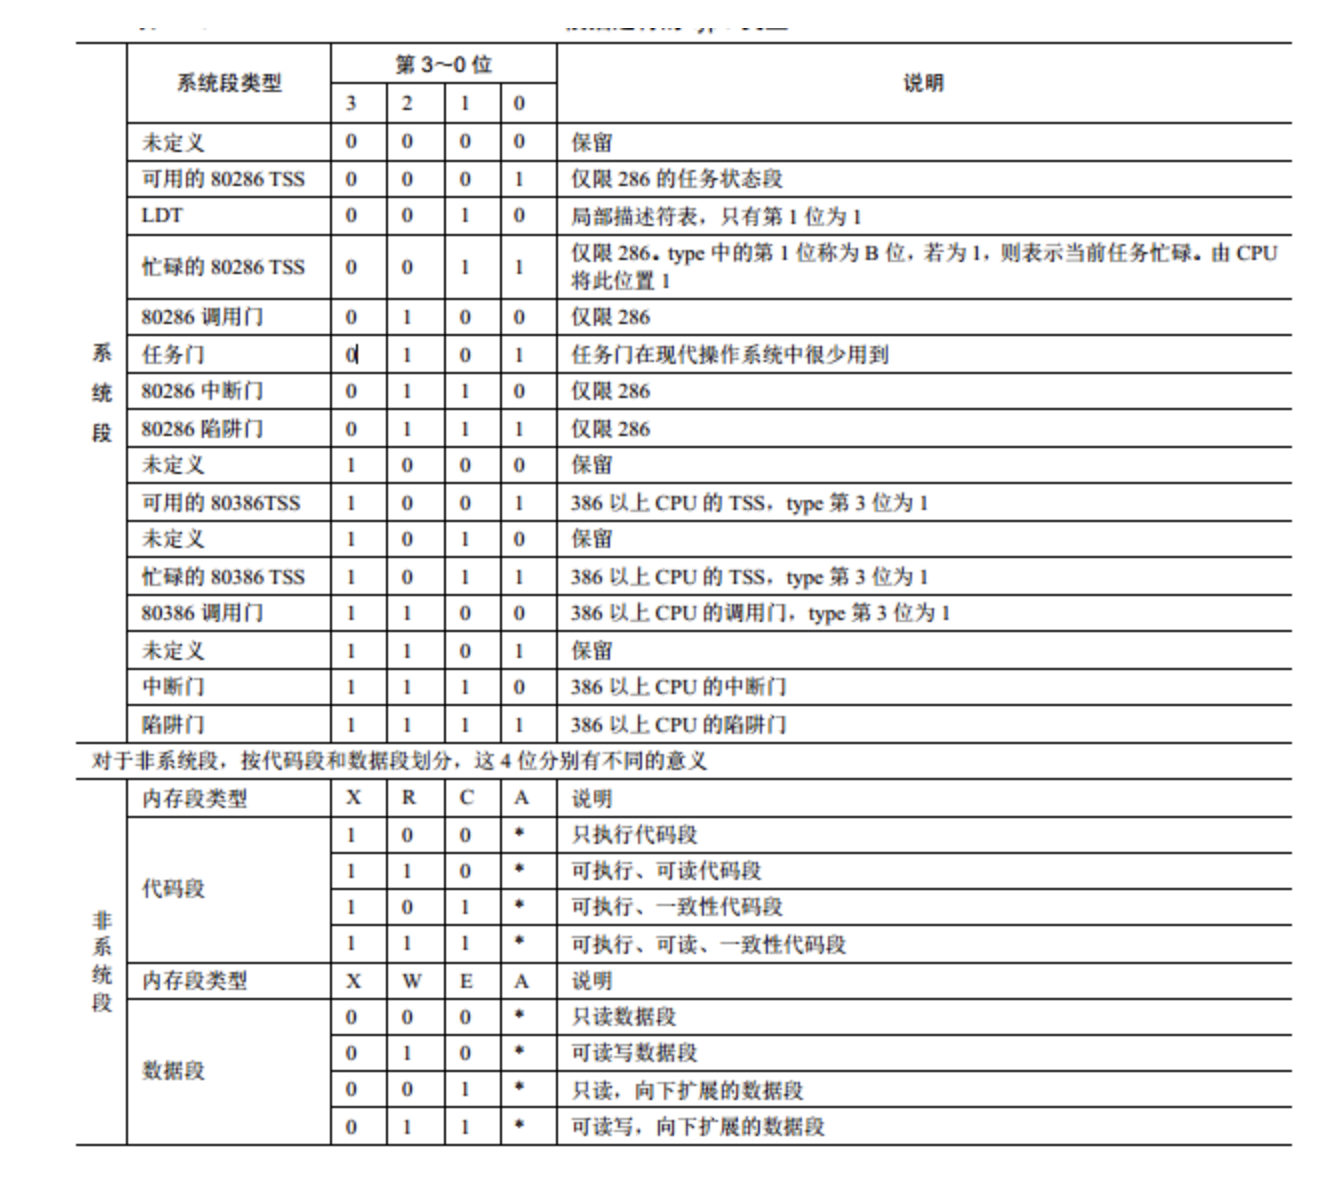 系统段类型 第 3～0 位 说明
3 2 1 0
未定义 0 0 0 0 保留
可用的 80286 TSS 0 0 0 1 仅限 286 的任务状态段
LDT 0 0 1 0 局部描述符表，只有第 1 位为 1
忙碌的 80286 TSS 0 0 1 1 仅限 286。type 中的第 1 位称为 B 位，若为 1，则表示当前任务忙碌。由 CPU
将此位置 1
80286 调用门 0 1 0 0 仅限 286
任务门 0 1 0 1 任务门在现代操作系统中很少用到
80286 中断门 0 1 1 0 仅限 286
80286 陷阱门 0 1 1 1 仅限 286
未定义 1 0 0 0 保留
可用的 80386TSS 1 0 0 1 386 以上 CPU 的 TSS，type 第 3 位为 1
未定义 1 0 1 0 保留
忙碌的 80386 TSS 1 0 1 1 386 以上 CPU 的 TSS，type 第 3 位为 1
80386 调用门 1 1 0 0 386 以上 CPU 的调用门，type 第 3 位为 1
未定义 1 1 0 1 保留
中断门 1 1 1 0 386 以上 CPU 的中断门
陷阱门 1 1 1 1 386 以上 CPU 的陷阱门
系
统
段
对于非系统段，按代码段和数据段划分，这 4 位分别有不同的意义
内存段类型 X R C A 说明
代码段
1 0 0 * 只执行代码段
1 1 0 * 可执行、可读代码段
1 0 1 * 可执行、一致性代码段
1 1 1 * 可执行、可读、一致性代码段
内存段类型 X W E A 说明
数据段
0 0 0 * 只读数据段
0 1 0 * 可读写数据段
0 0 1 * 只读，向下扩展的数据段
0 1 1 * 可读写，向下扩展的数据段
非
系
统
段